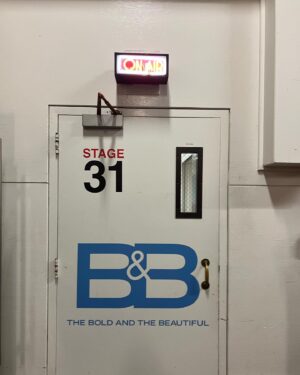 ON AIR
STAGE
31
B&B
THE BOLD AND THE BEAUTIFUL